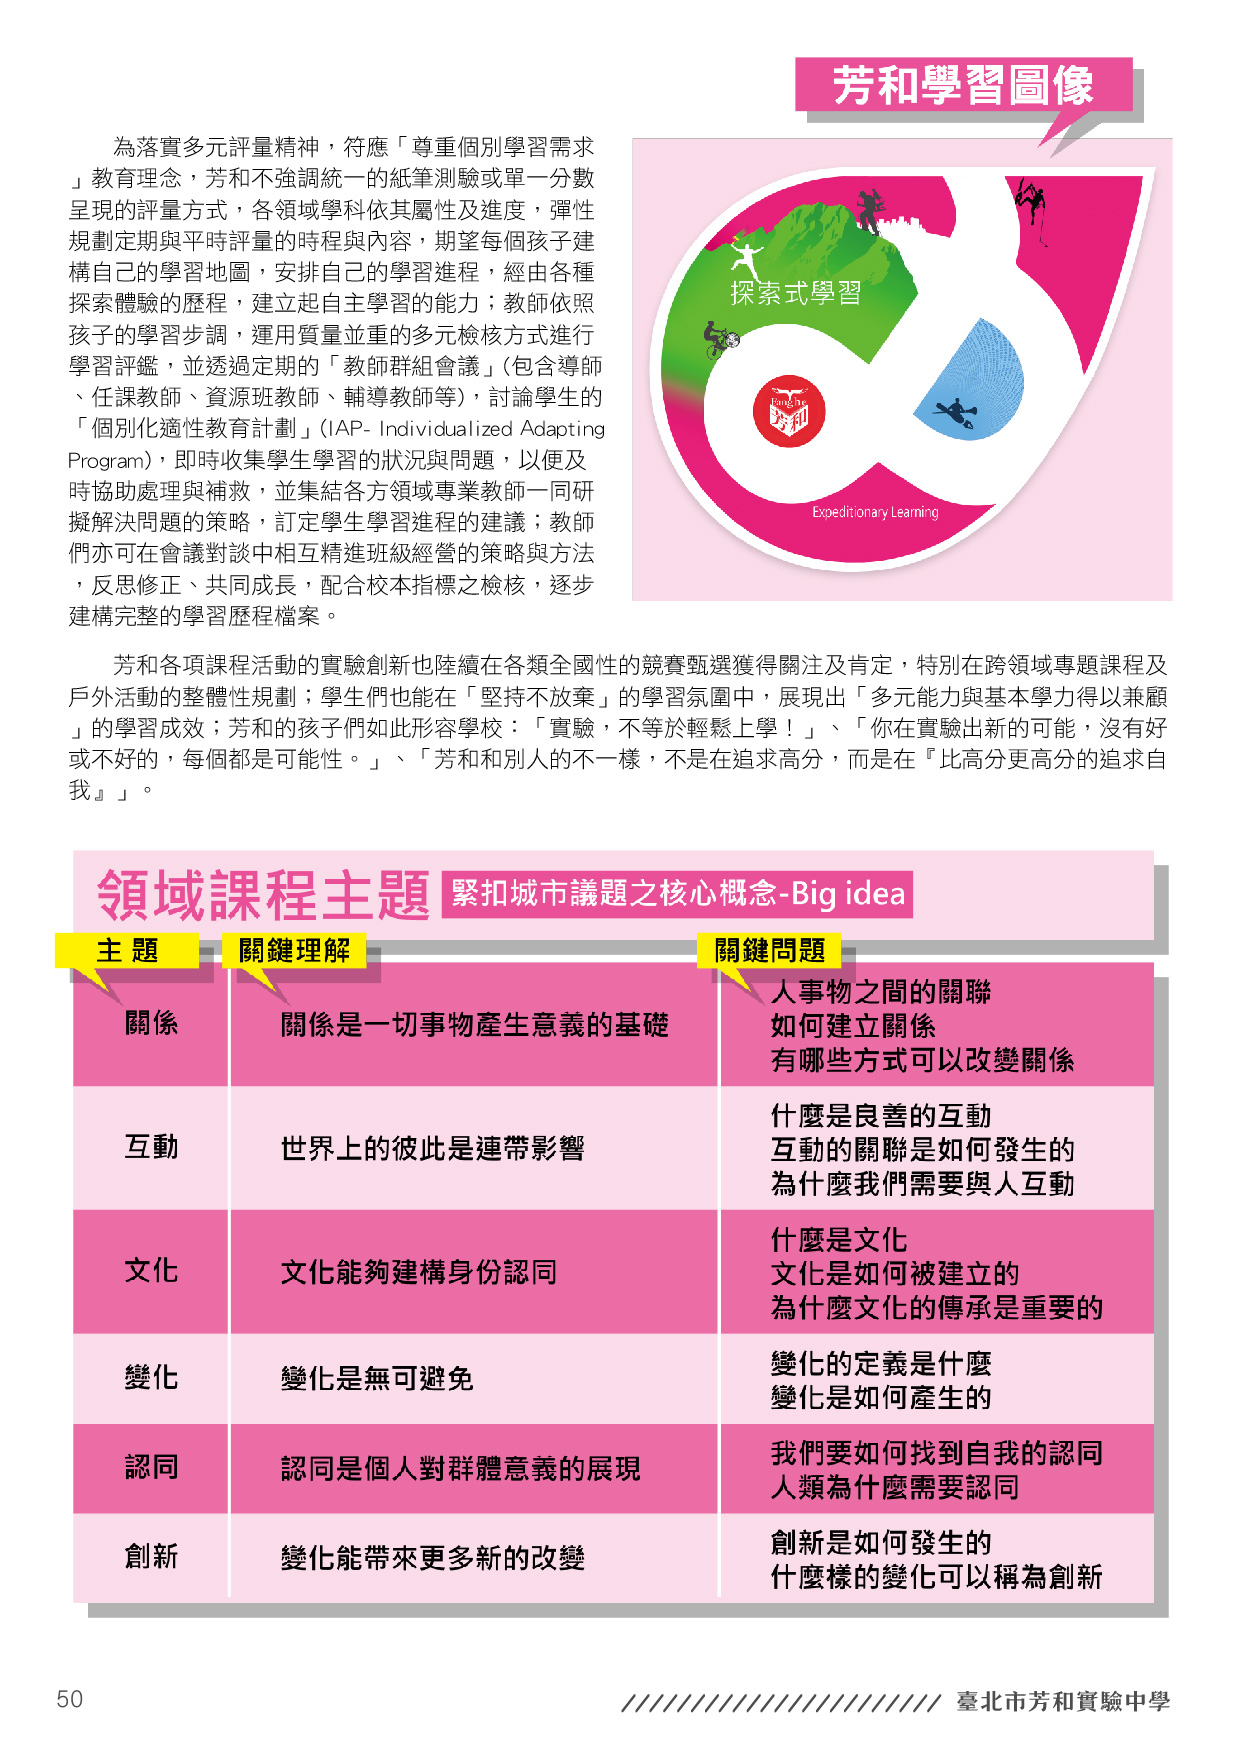 芳和學習圖像
為落實多元評量精神，符應「尊重個別學習需求
」教育理念，芳和不強調統一的紙筆測驗或單一分數
呈現的評量方式，各領域學科依其屬性及進度，彈性
規劃定期與平時評量的時程與內容，期望每個孩子建
構自己的學習地圖，安排自己的學習進程，經由各種
探索體驗的歷程，建立起自主學習的能力；教師依照
孩子的學習步調，運用質量並重的多元檢核方式進行
學習評鑑，並透過定期的「教師群組會議」(包含導師
、任課教師、資源班教師、輔導教師等)，討論學生的
「個別化適性教育計劃」(IAP- Individualized Adapting
Program)，即時收集學生學習的狀況與問題，以便及
時協助處理與補救，並集結各方領域專業教師一同研
擬解決問題的策略，訂定學生學習進程的建議；教師
們亦可在會議對談中相互精進班級經營的策略與方法
，反思修正、共同成長，配合校本指標之檢核，逐步
建構完整的學習歷程檔案。
探索式學習
Fang he
芳和
Expeditionary Learning
芳和各項課程活動的實驗創新也陸續在各類全國性的競賽甄選獲得關注及肯定，特別在跨領域專題課程及
戶外活動的整體性規劃；學生們也能在「堅持不放棄」的學習氛圍中，展現出「多元能力與基本學力得以兼顧
」的學習成效；芳和的孩子們如此形容學校：「實驗，不等於輕鬆上學！」、「你在實驗出新的可能，沒有好
或不好的，每個都是可能性。」、「芳和和別人的不一樣，不是在追求高分，而是在『比高分更高分的追求自
我』」。
領域課程主題 緊扣城市議題之核心概念-Big idea
主 題 關鍵理解 關鍵問題
關係 關係是一切事物產生意義的基礎
人事物之間的關聯
如何建立關係
有哪些方式可以改變關係
互動 世界上的彼此是連帶影響
什麼是良善的互動
互動的關聯是如何發生的
為什麼我們需要與人互動
文化 文化能夠建構身份認同
什麼是文化
文化是如何被建立的
為什麼文化的傳承是重要的
變化 變化是無可避免
變化的定義是什麼
變化是如何產生的
認同 認同是個人對群體意義的展現
我們要如何找到自我的認同
人類為什麼需要認同
創新 變化能帶來更多新的改變
創新是如何發生的
什麼樣的變化可以稱為創新
50
臺北市芳和實驗中學